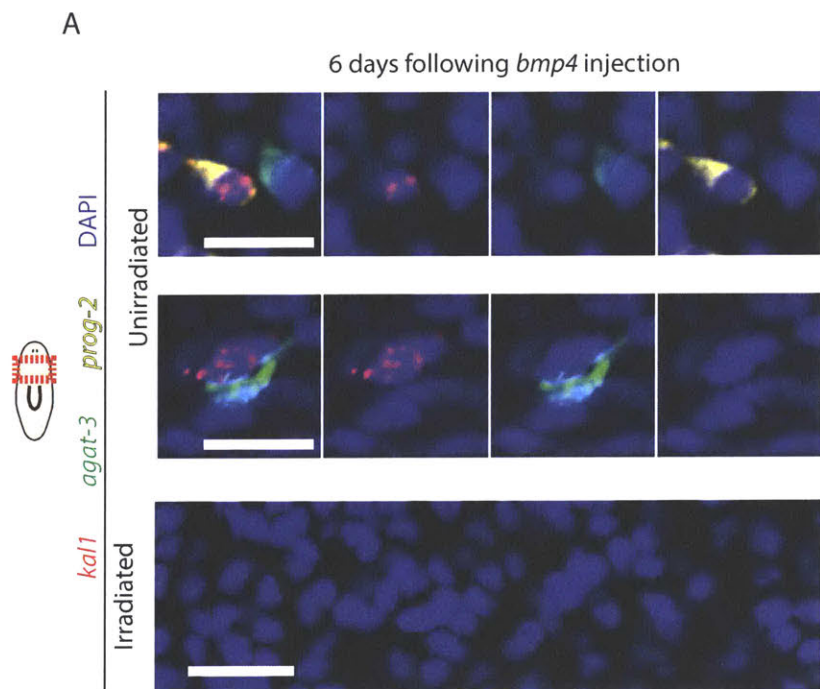 A
6 days following bmp4 injection
kal1 agat-3 prog-2 DAPI
Unirradiated
Irradiated